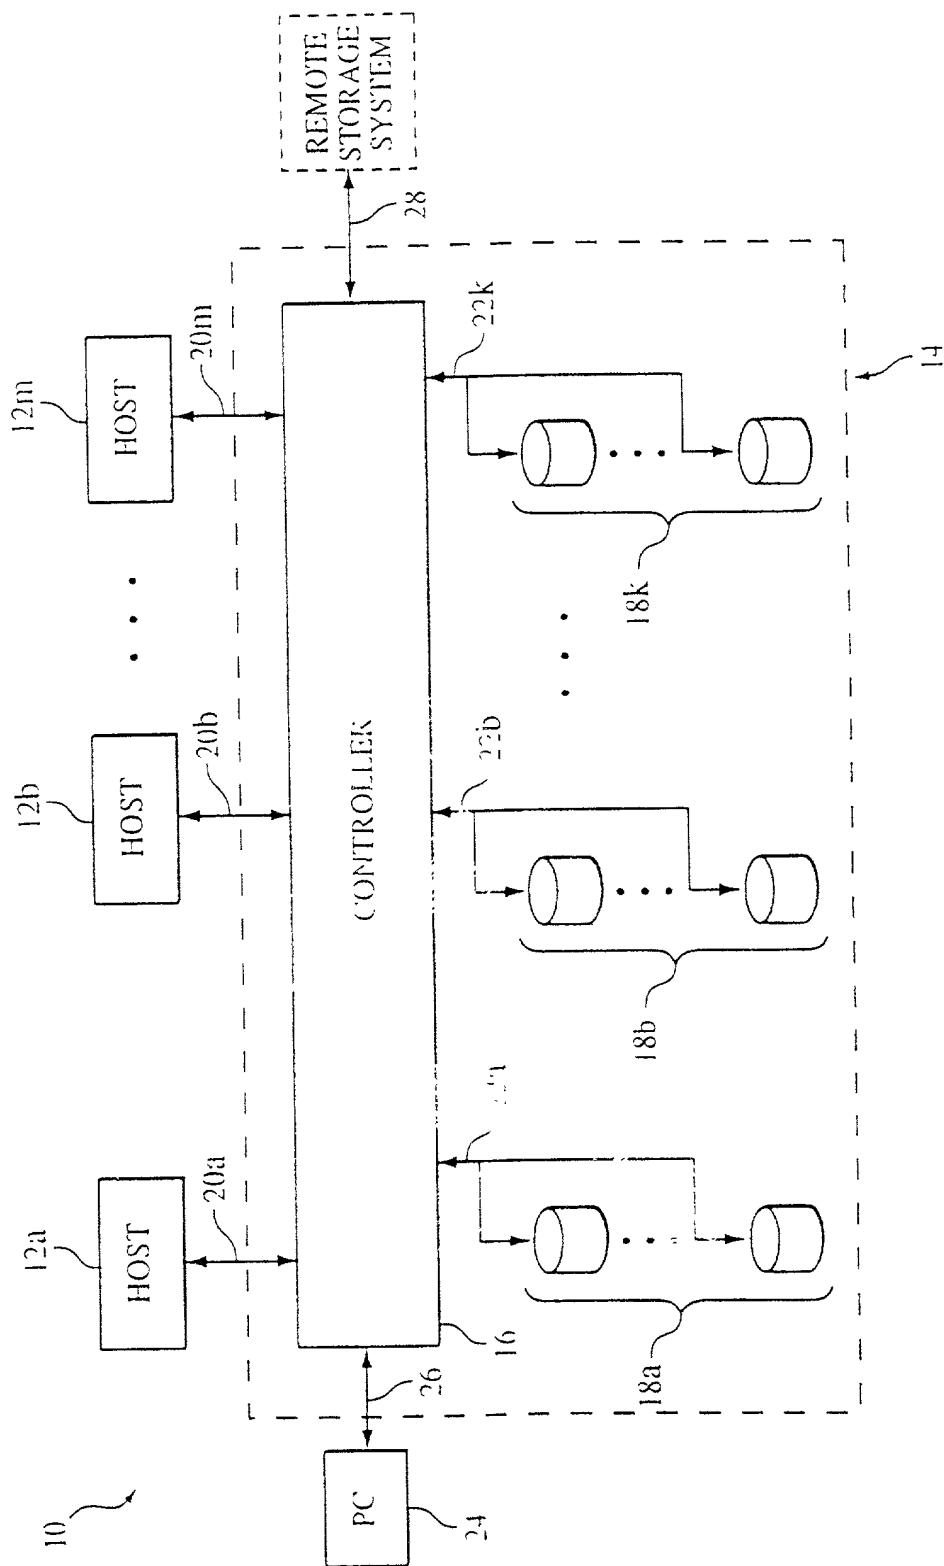 10
12a
HOST
12b
HOST
12m
HOST
20a
20b
20m
PC
24
26
CONTROLLER
16
28
REMOTE
STORAGE
SYSTEM
22b
22k
18a
18b
18k
14